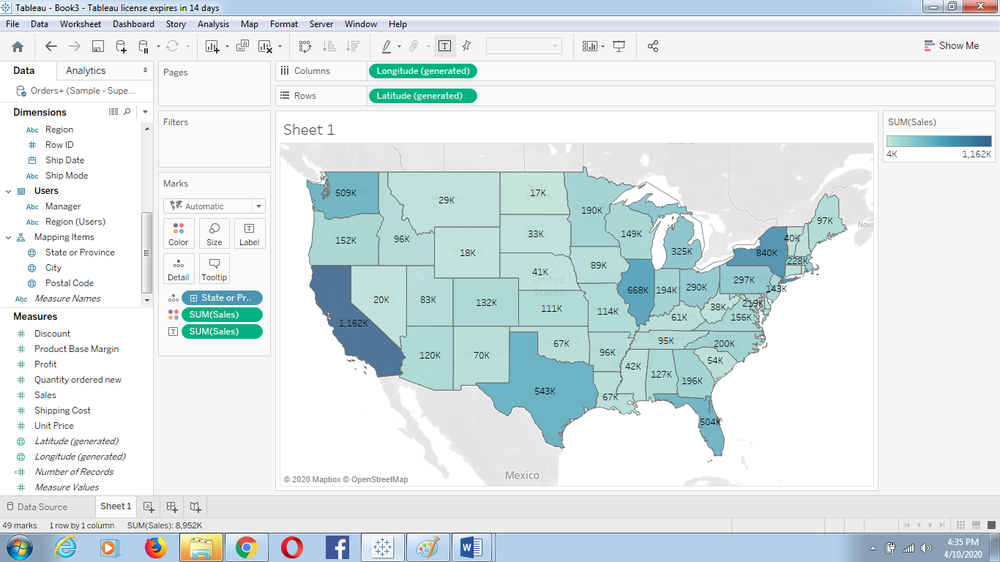 Tableau - Book3 - Tableau license expires in 14 days
File Data Worksheet Dashboard Story Analysis Map Format Server Window Help
Show Me
Data
Analytics
Orders+ (Sample - Supe...
Dimensions
Abc Region
Row ID
Ship Date
Abc Ship Mode
Users
Abc Manager
Abc Region (Users)
Mapping Items
State or Province
City
Postal Code
Abc Measure Names
Measures
Discount
Product Base Margin
Profit
Quantity ordered new
Sales
Shipping Cost
Unit Price
Latitude (generated)
Longitude (generated)
Number of Records
Measure Values
Pages
Filters
Marks
Automatic
Color Size Label
Detail Tooltip
State or Pr..
SUM(Sales)
SUM(Sales)
Columns Longitude (generated)
Rows Latitude (generated)
Sheet 1
509K 29K 17K 190K 97K
152K 96K 18K 33K 149K 325K 840K 40K
228K
20K 83K 132K 41K 89K 668K 194K 290K 297K 143K
United
States
1,162K 111K 114K 61K 38K 219K 156K
120K 70K 67K 96K 95K 200K
54K
543K 67K 42K 127K 196K
504K
Nova
Mexico
© 2020 Mapbox © OpenStreetMap
SUM(Sales)
4K 1,162K
Data Source Sheet 1
49 marks 1 row by 1 column SUM(Sales): 8,952K
4:35 PM
4/10/2020